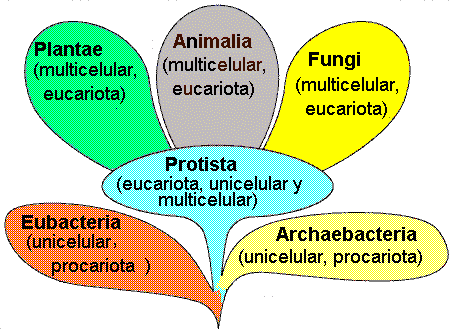 Plantae
(multicelular,
eucariota)
Animalia
(multicelular,
eucariota)
Fungi
(multicelular,
eucariota)
Protista
(eucariota, unicelular y
multicelular)
Eubacteria
(unicelular,
procariota )
Archaebacteria
(unicelular, procariota)